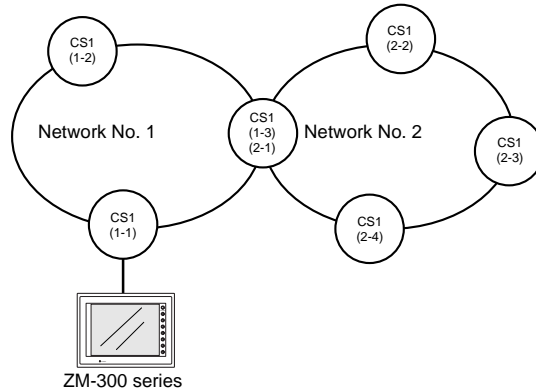 CS1
(1-2)
CS1
(2-2)
Network No. 1
CS1
(1-3)
(2-1)
Network No. 2
CS1
(2-3)
CS1
(1-1)
CS1
(2-4)
ZM-300 series